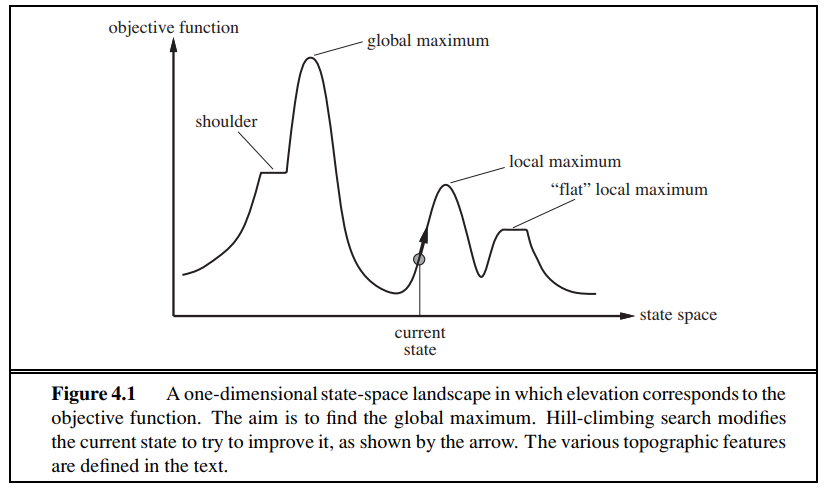 objective function
global maximum
shoulder
local maximum
“flat” local maximum
state space
current
state
Figure 4.1 A one-dimensional state-space landscape in which elevation corresponds to the
objective function. The aim is to find the global maximum. Hill-climbing search modifies
the current state to try to improve it, as shown by the arrow. The various topographic features
are defined in the text.